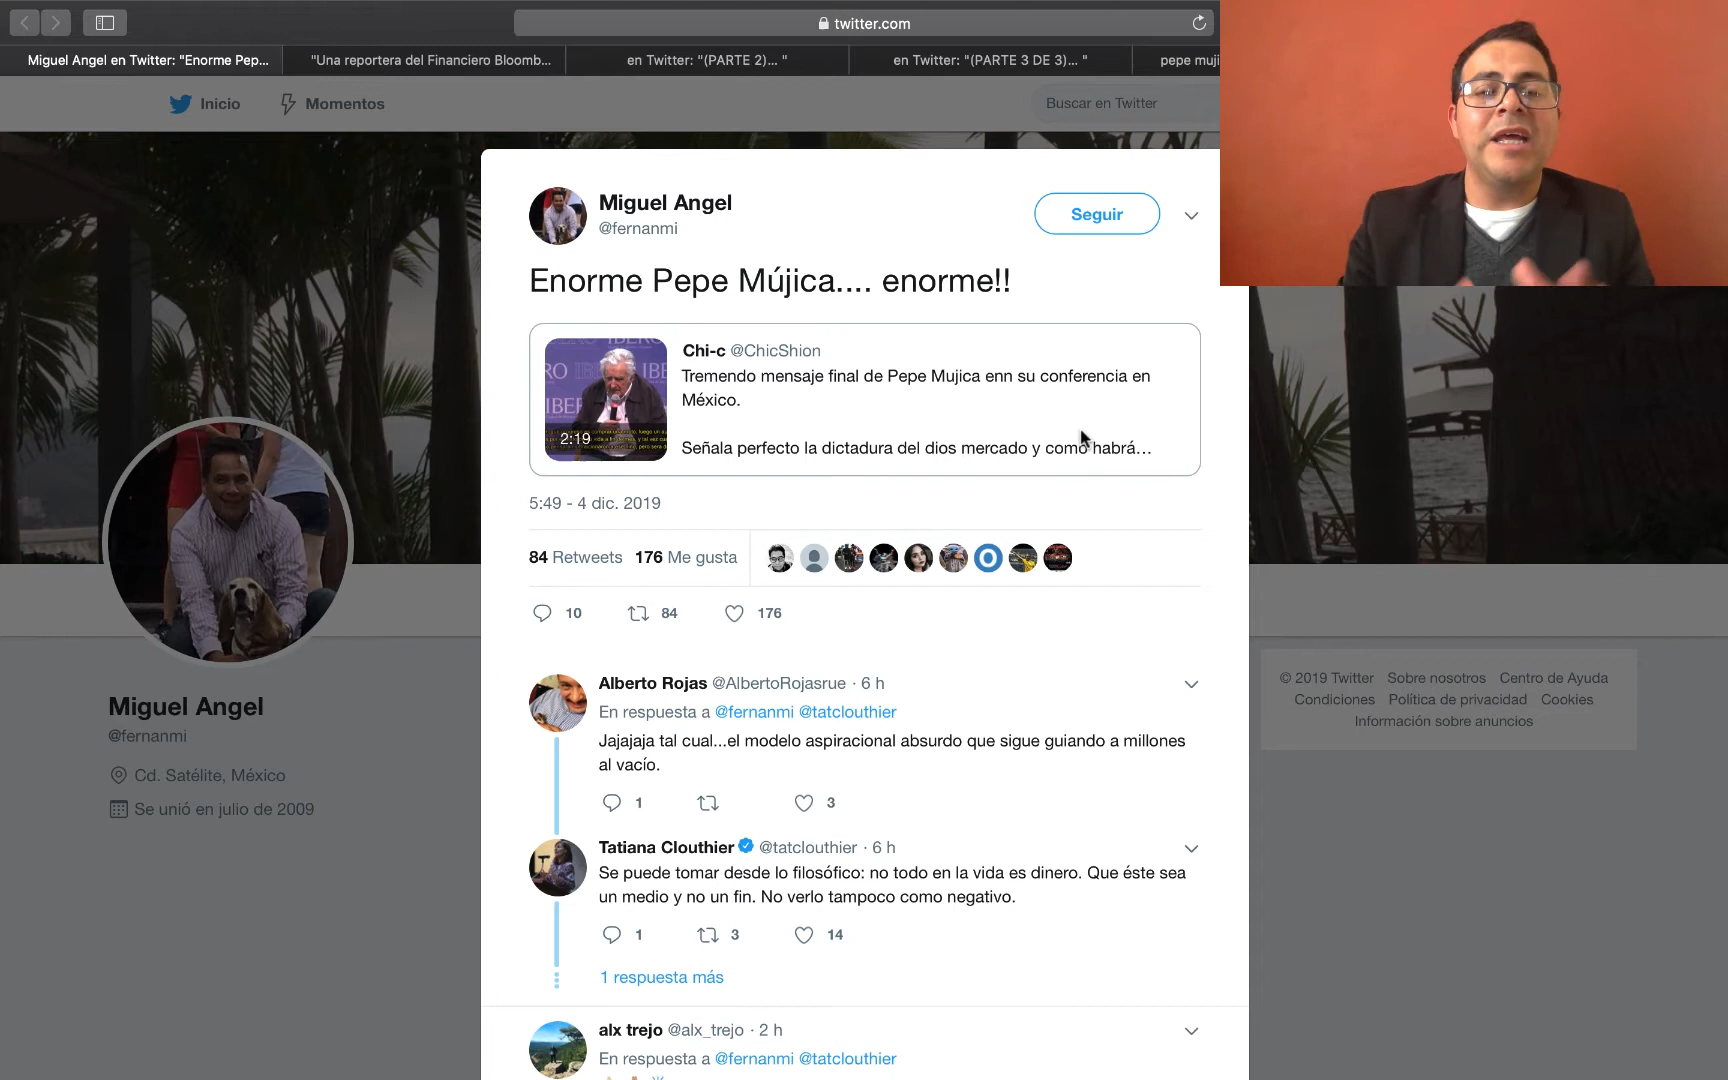 twitter.com
Miguel Angel en Twitter: "Enorme Pep...
"Una reportera del Financiero Bloomb...
en Twitter: "(PARTE 2)... "
en Twitter: "(PARTE 3 DE 3)... "
pepe muji
Inicio
Momentos
Buscar en Twitter
Miguel Angel
@fernanmi
Seguir
Enorme Pepe Mújica.... enorme!!
Chi-c @ChicShion
Tremendo mensaje final de Pepe Mujica enn su conferencia en
México.
Señala perfecto la dictadura del dios mercado y como habrá...
IBERO
2:19
5:49 - 4 dic. 2019
84 Retweets 176 Me gusta
10 84 176
Alberto Rojas @AlbertoRojasrue · 6 h
En respuesta a @fernanmi @tatclouthier
Jajajaja tal cual...el modelo aspiracional absurdo que sigue guiando a millones
al vacío.
1 3
Tatiana Clouthier @tatclouthier · 6 h
Se puede tomar desde lo filosófico: no todo en la vida es dinero. Que éste sea
un medio y no un fin. No verlo tampoco como negativo.
1 3 14
1 respuesta más
alx trejo @alx_trejo · 2 h
En respuesta a @fernanmi @tatclouthier
Miguel Angel
@fernanmi
Cd. Satélite, México
Se unió en julio de 2009
© 2019 Twitter Sobre nosotros Centro de Ayuda
Condiciones Política de privacidad Cookies
Información sobre anuncios